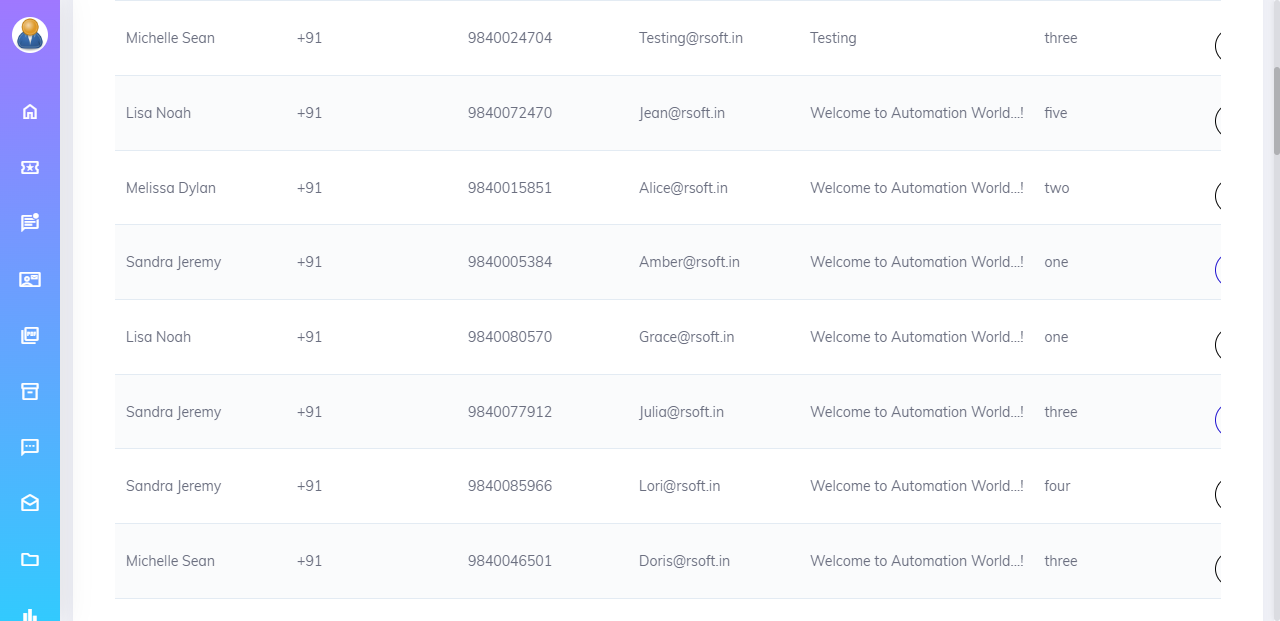 Michelle Sean +91 9840024704 Testing@rsoft.in Testing three
Lisa Noah +91 9840072470 Jean@rsoft.in Welcome to Automation World...! five
Melissa Dylan +91 9840015851 Alice@rsoft.in Welcome to Automation World...! two
Sandra Jeremy +91 9840005384 Amber@rsoft.in Welcome to Automation World...! one
Lisa Noah +91 9840080570 Grace@rsoft.in Welcome to Automation World...! one
Sandra Jeremy +91 9840077912 Julia@rsoft.in Welcome to Automation World...! three
Sandra Jeremy +91 9840085966 Lori@rsoft.in Welcome to Automation World...! four
Michelle Sean +91 9840046501 Doris@rsoft.in Welcome to Automation World...! three